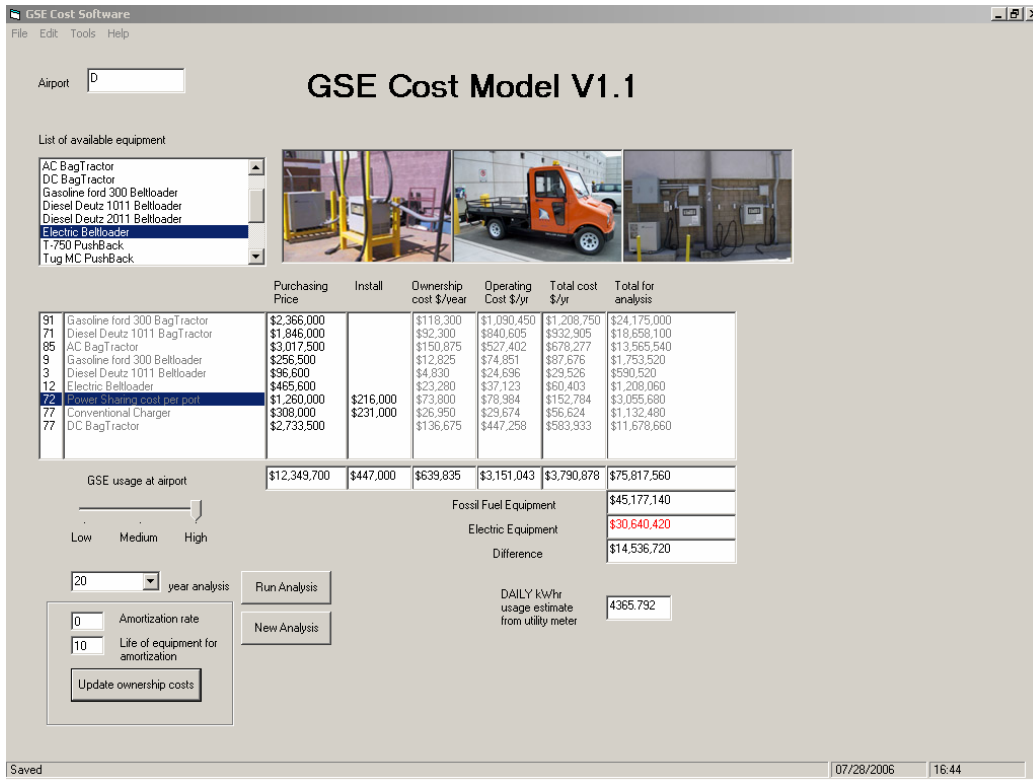 GSE Cost Software
File Edit Tools Help
Airport D
GSE Cost Model V1.1
List of available equipment
AC BagTractor
DC BagTractor
Gasoline ford 300 Beltloader
Diesel Deutz 1011 Beltloader
Diesel Deutz 2011 Beltloader
Electric Beltloader
T-750 PushBack
Tug MC PushBack
Purchasing Price Install Ownership cost $/year Operating Cost $/yr Total cost $/yr Total for analysis
91 Gasoline ford 300 BagTractor $2,366,000 $118,300 $1,090,450 $1,208,750 $24,175,000
71 Diesel Deutz 1011 BagTractor $1,846,000 $92,300 $840,605 $932,905 $18,658,100
85 AC BagTractor $3,017,500 $150,875 $527,402 $678,277 $13,565,540
9 Gasoline ford 300 Beltloader $256,500 $12,825 $74,851 $87,676 $1,753,520
3 Diesel Deutz 1011 Beltloader $96,600 $4,830 $24,696 $29,526 $590,520
12 Electric Beltloader $465,600 $23,280 $37,123 $60,403 $1,208,060
72 Power Sharing cost per port $1,260,000 $216,000 $73,800 $78,984 $152,784 $3,055,680
77 Conventional Charger $308,000 $231,000 $26,950 $29,674 $56,624 $1,132,480
77 DC BagTractor $2,733,500 $136,675 $447,258 $583,933 $11,678,660
$12,349,700 $447,000 $639,835 $3,151,043 $3,790,878 $75,817,560
GSE usage at airport
Low Medium High
Fossil Fuel Equipment $45,177,140
Electric Equipment $30,640,420
Difference $14,536,720
20 year analysis
Run Analysis
New Analysis
DAILY kWhr
usage estimate
from utility meter
4365.792
0 Amortization rate
10 Life of equipment for
amortization
Update ownership costs
Saved 07/28/2006 16:44